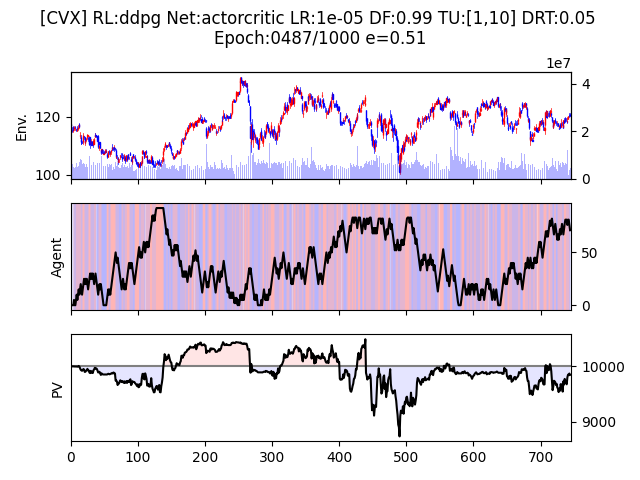 [CVX] RL:ddpg Net:actorcritic LR:1e-05 DF:0.99 TU:[1,10] DRT:0.05
Epoch:0487/1000 e=0.51
1e7
Env.
120
100
4
2
0
Agent
50
0
PV
10000
9000
0 100 200 300 400 500 600 700